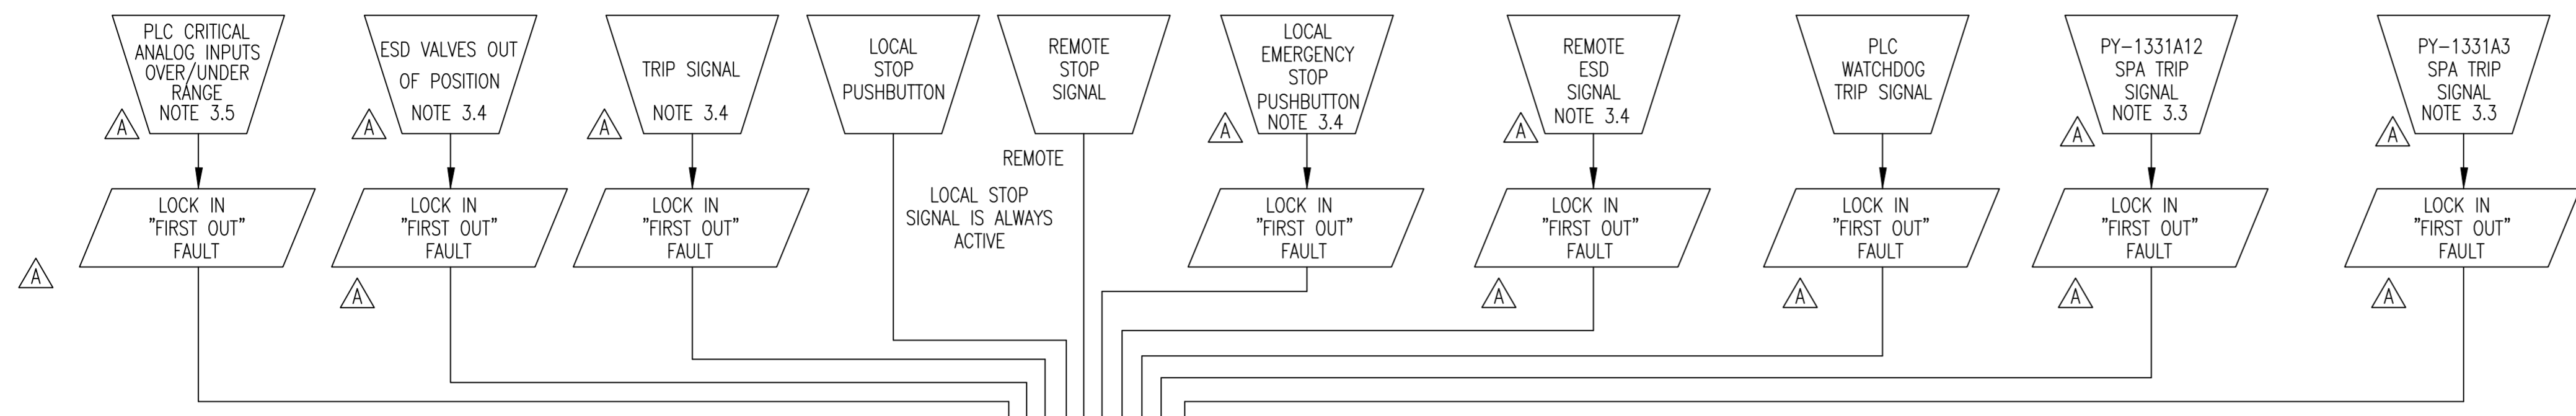 PLC CRITICAL
ANALOG INPUTS
OVER/UNDER
RANGE
NOTE 3.5
A
ESD VALVES OUT
OF POSITION
NOTE 3.4
A
TRIP SIGNAL
NOTE 3.4
A
LOCAL
STOP
PUSHBUTTON
REMOTE
STOP
SIGNAL
LOCAL
EMERGENCY
STOP
PUSHBUTTON
NOTE 3.4
A
REMOTE
ESD
SIGNAL
NOTE 3.4
A
PLC
WATCHDOG
TRIP SIGNAL
PY-1331A12
SPA TRIP
SIGNAL
NOTE 3.3
A
PY-1331A3
SPA TRIP
SIGNAL
NOTE 3.3
A
LOCK IN
"FIRST OUT"
FAULT
A
LOCK IN
"FIRST OUT"
FAULT
A
LOCK IN
"FIRST OUT"
FAULT
REMOTE
LOCAL STOP
SIGNAL IS ALWAYS
ACTIVE
LOCK IN
"FIRST OUT"
FAULT
LOCK IN
"FIRST OUT"
FAULT
A
LOCK IN
"FIRST OUT"
FAULT
A
LOCK IN
"FIRST OUT"
FAULT
A
LOCK IN
"FIRST OUT"
FAULT
A